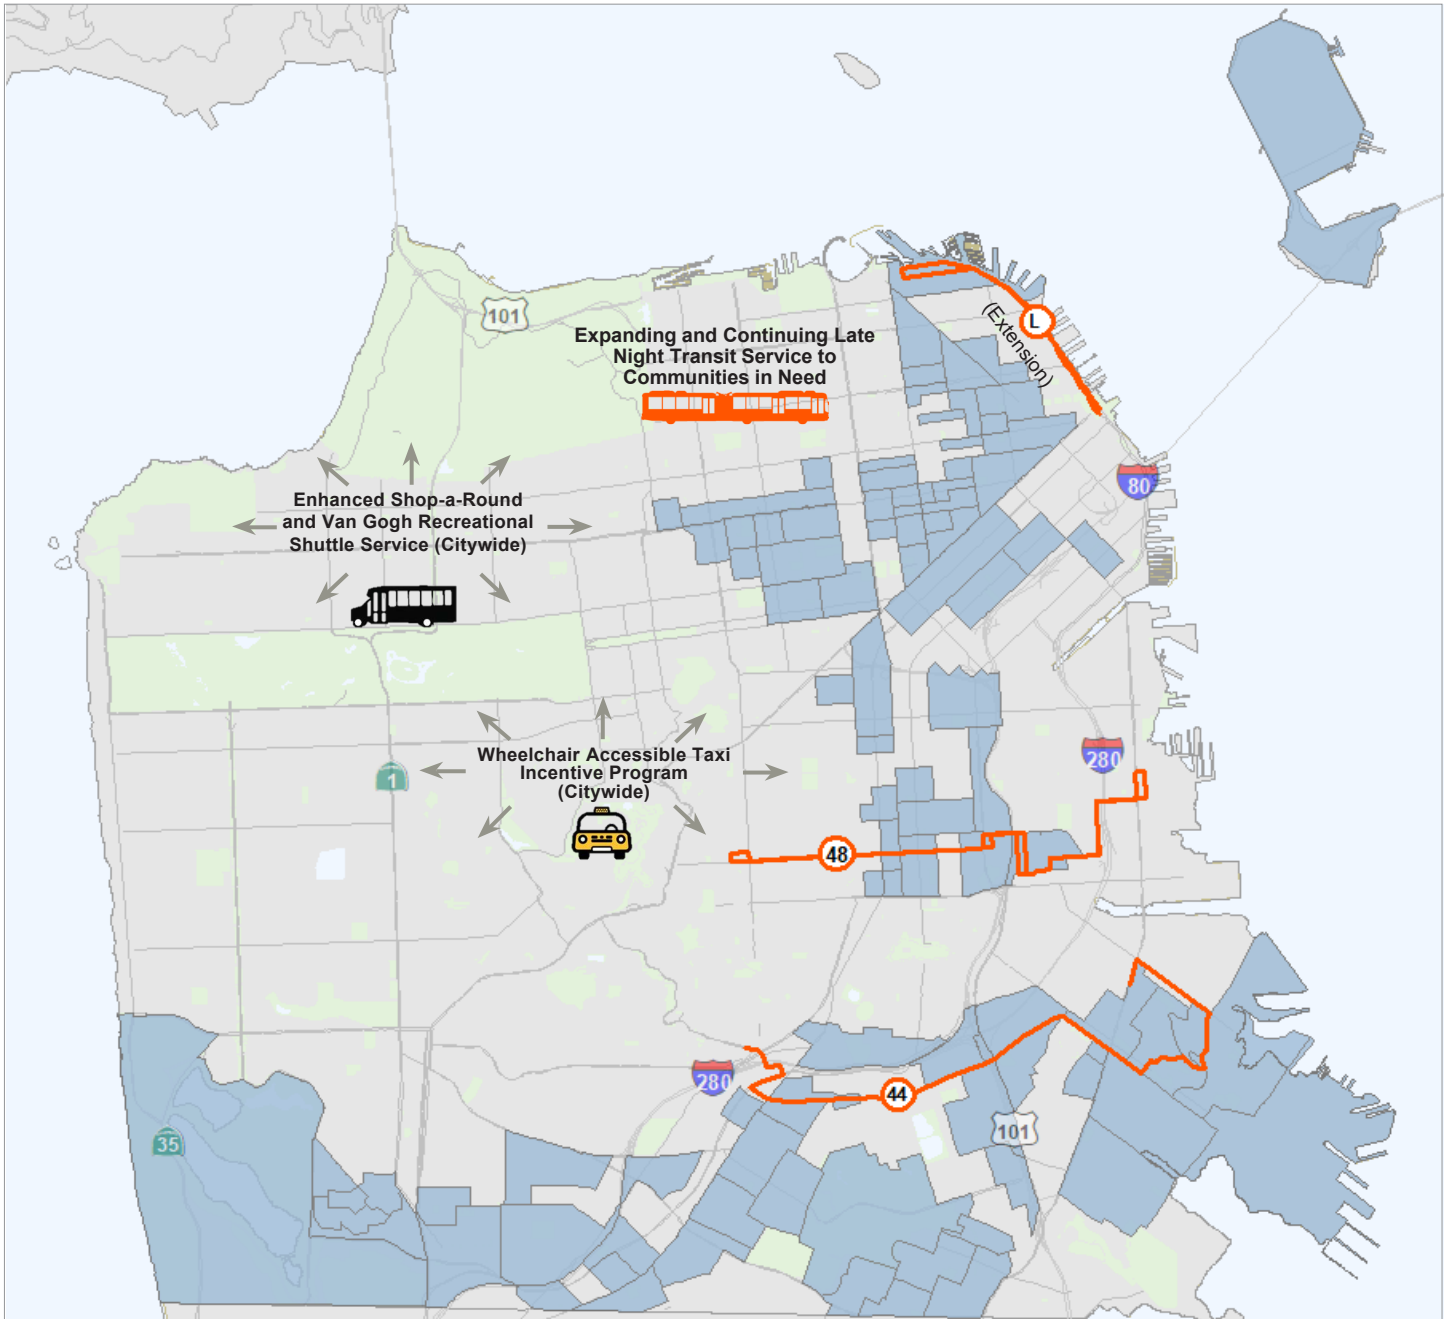 101
L
(Extension)
Expanding and Continuing Late
Night Transit Service to
Communities in Need
80
Enhanced Shop-a-Round
and Van Gogh Recreational
Shuttle Service (Citywide)
280
Wheelchair Accessible Taxi
Incentive Program
(Citywide)
1
48
280
44
101
35